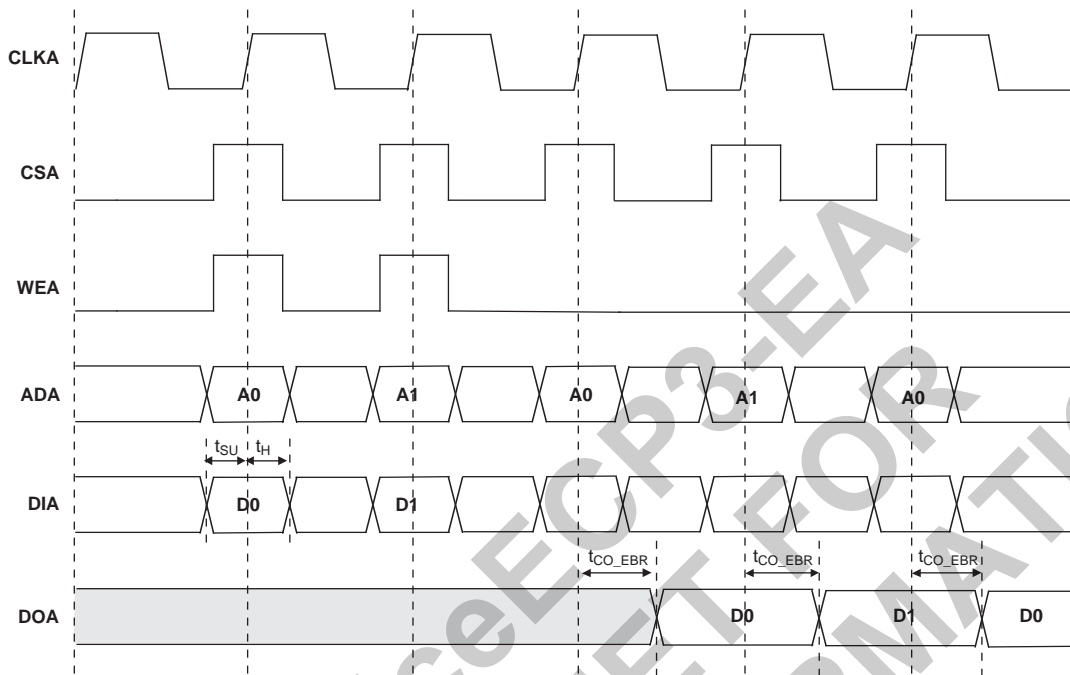 CLKA
CSA
WEA
ADA A0 A1 A0 A1 A0
tSU tH
DIA D0 D1
tCO_EBR tCO_EBR tCO_EBR
DOA D0 D1 D0